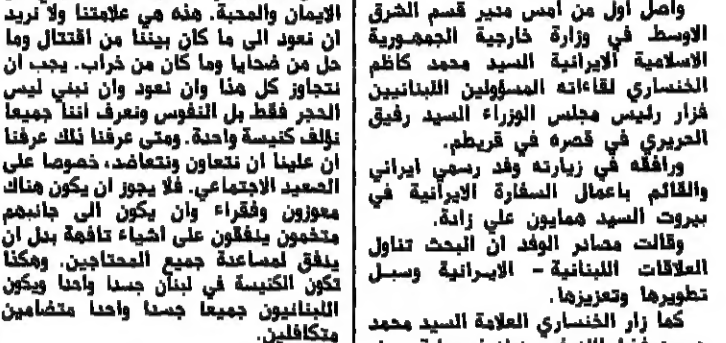 واصل اول من امس مدير قسم الشرق
الاوسط في وزارة خارجية الجمهورية
الاسلامية الايرانية السيد محمد كاظم
الخنساري لقاءاته المسؤولين اللبنانيين
فزار رئيس مجلس الوزراء السيد رفيق
الحريري في قصره في قريطم.
ورافقه في زيارته وفد رسمي ايراني
والقائم باعمال السفارة الايرانية في
بيروت السيد همايون علي زادة.
وقالت مصادر الوفد ان البحث تناول
العلاقات اللبنانية - الايرانية وسبل
تطويرها وتعزيزها.
كما زار الخنساري العلامة السيد محمد
الايمان والمحبة. هذه هي علامتنا ولا نريد
ان نعود الى ما كان بيننا من اقتتال وما
حل من ضحايا وما كان من خراب. يجب ان
نتجاوز كل هذا وان نعود وان نبني ليس
الحجر فقط بل النفوس ونعرف اننا جميعا
نؤلف كنيسة واحدة. ومتى عرفنا ذلك عرفنا
ان علينا ان نتعاون ونتعاضد، خصوصا على
الصعيد الاجتماعي. فلا يجوز ان يكون هناك
معوزون وفقراء وان يكون الى جانبهم
متخمون ينفقون على اشياء تافهة بدل ان
ينفق لمساعدة جميع المحتاجين. وهكذا
تكون الكنيسة في لبنان جسدا واحدا ويكون
اللبنانيون جميعا جسدا واحدا متضامين
متكافلين.